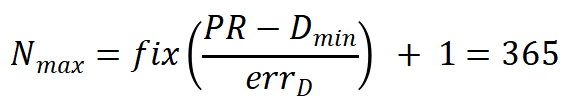 N_max = fix((PR − D_min) / err_D) + 1 = 365